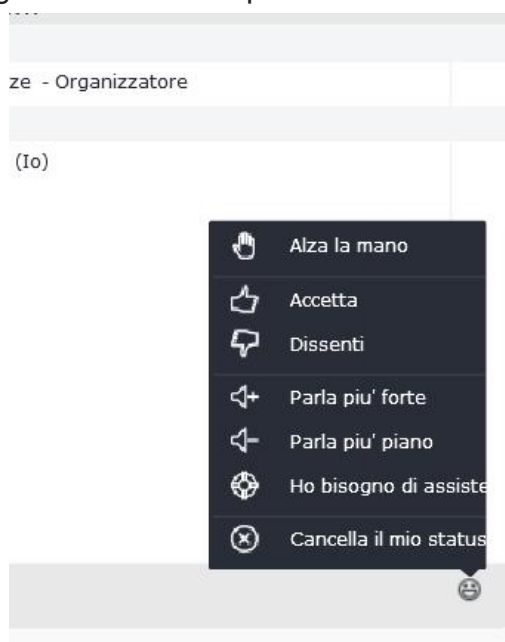 ze - Organizzatore
(Io)
Alza la mano
Accetta
Dissenti
Parla piu' forte
Parla piu' piano
Ho bisogno di assiste
Cancella il mio status